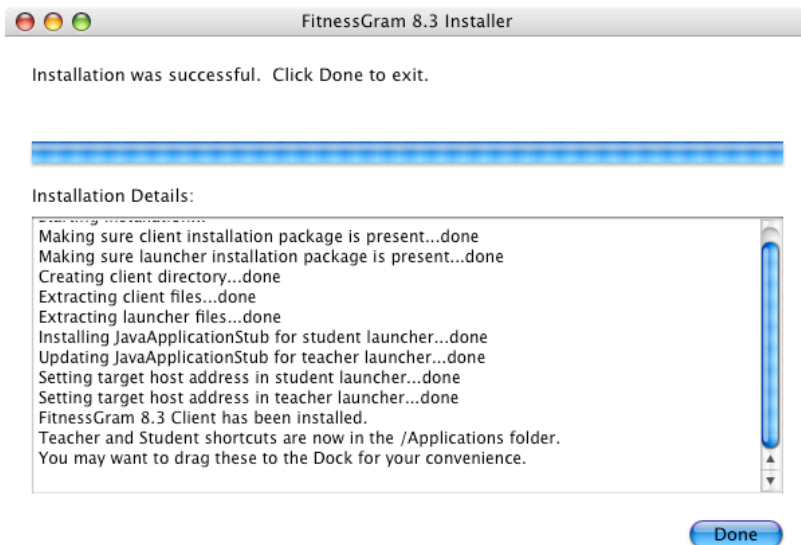 FitnessGram 8.3 Installer
Installation was successful. Click Done to exit.
Installation Details:
Making sure client installation package is present...done
Making sure launcher installation package is present...done
Creating client directory...done
Extracting client files...done
Extracting launcher files...done
Installing JavaApplicationStub for student launcher...done
Updating JavaApplicationStub for teacher launcher...done
Setting target host address in student launcher...done
Setting target host address in teacher launcher...done
FitnessGram 8.3 Client has been installed.
Teacher and Student shortcuts are now in the /Applications folder.
You may want to drag these to the Dock for your convenience.
Done